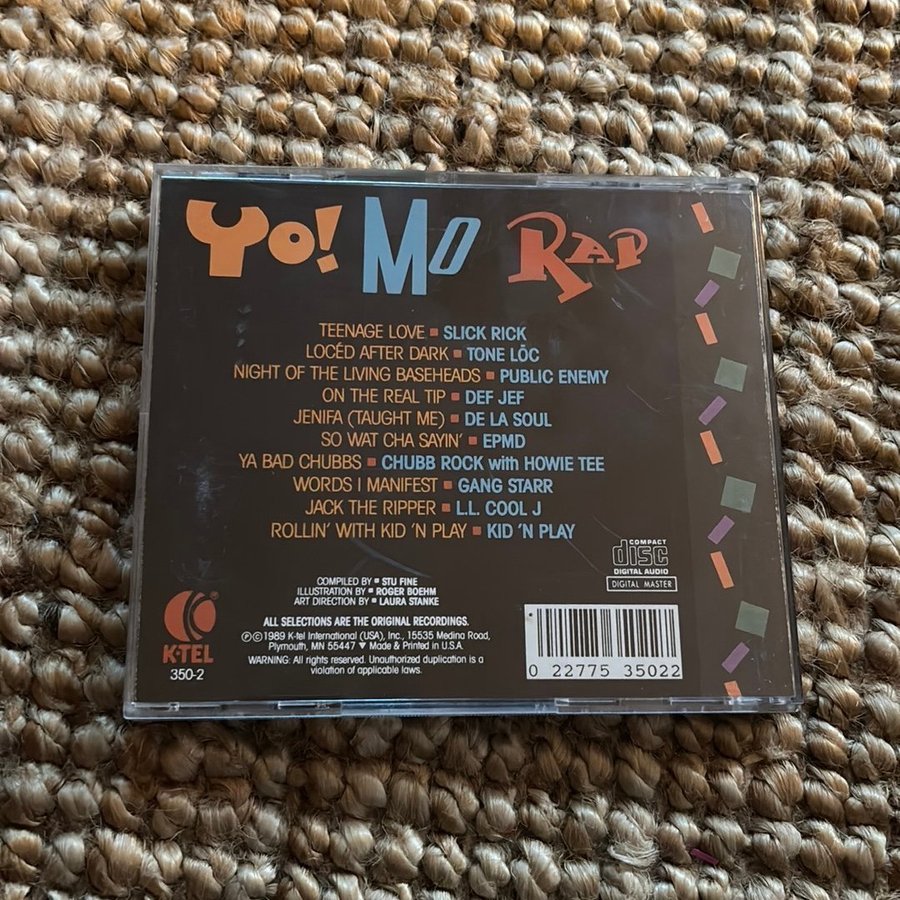 YO! MO RAP
TEENAGE LOVE ▪ SLICK RICK
LOCÉD AFTER DARK ▪ TONE LŌC
NIGHT OF THE LIVING BASEHEADS ▪ PUBLIC ENEMY
ON THE REAL TIP ▪ DEF JEF
JENIFA (TAUGHT ME) ▪ DE LA SOUL
SO WAT CHA SAYIN' ▪ EPMD
YA BAD CHUBBS ▪ CHUBB ROCK with HOWIE TEE
WORDS I MANIFEST ▪ GANG STARR
JACK THE RIPPER ▪ L.L. COOL J
ROLLIN' WITH KID 'N PLAY ▪ KID 'N PLAY
COMPACT
disc
DIGITAL AUDIO
DIGITAL MASTER
COMPILED BY ▪ STU FINE
ILLUSTRATION BY ▪ ROGER BOEHM
ART DIRECTION BY ▪ LAURA STANKE
ALL SELECTIONS ARE THE ORIGINAL RECORDINGS.
℗ © 1989 K-tel International (USA), Inc., 15535 Medina Road,
Plymouth, MN 55447 ▼ Made & Printed in U.S.A.
WARNING: All rights reserved. Unauthorized duplication is a
violation of applicable laws.
K-TEL
350-2
0 22775 35022